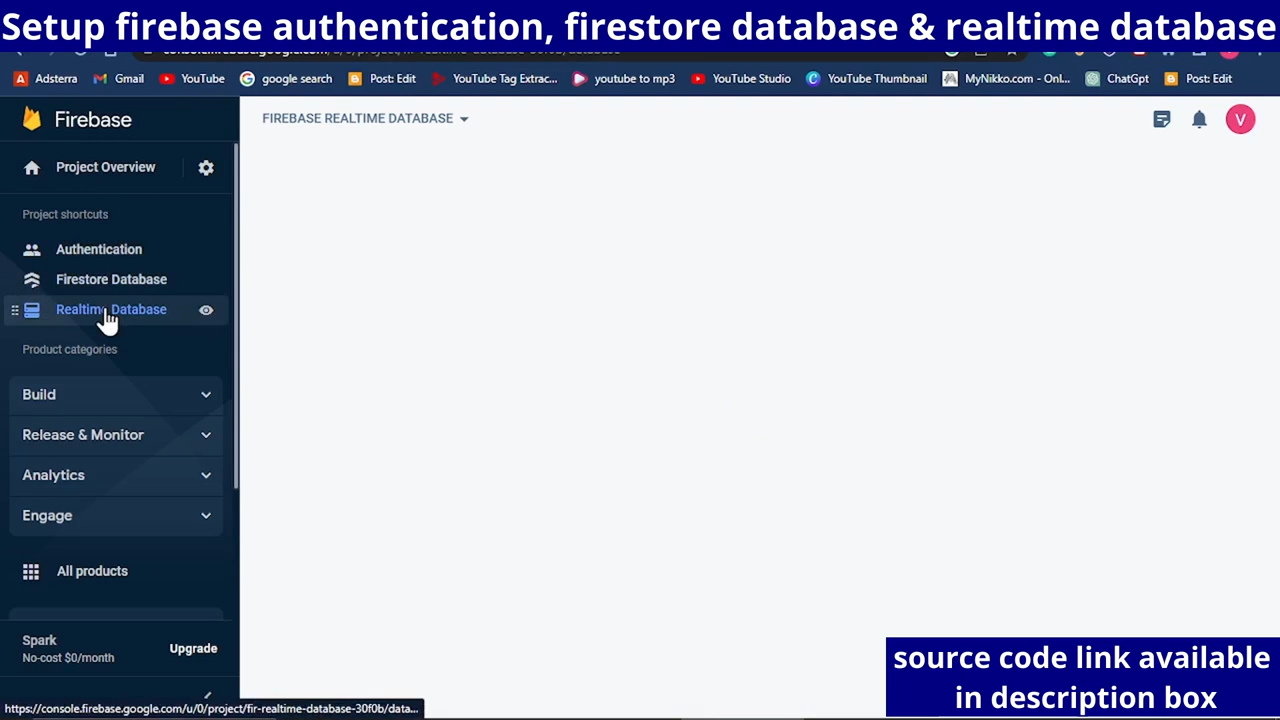 Setup firebase authentication, firestore database & realtime database
Adsterra Gmail YouTube google search Post: Edit YouTube Tag Extrac... youtube to mp3 YouTube Studio YouTube Thumbnail MyNikko.com - Onl... ChatGpt Post: Edit
Firebase
FIREBASE REALTIME DATABASE
V
Project Overview
Project shortcuts
Authentication
Firestore Database
Realtime Database
Product categories
Build
Release & Monitor
Analytics
Engage
All products
Spark
No-cost $0/month
Upgrade
source code link available
in description box
https://console.firebase.google.com/u/0/project/fir-realtime-database-30f0b/data...